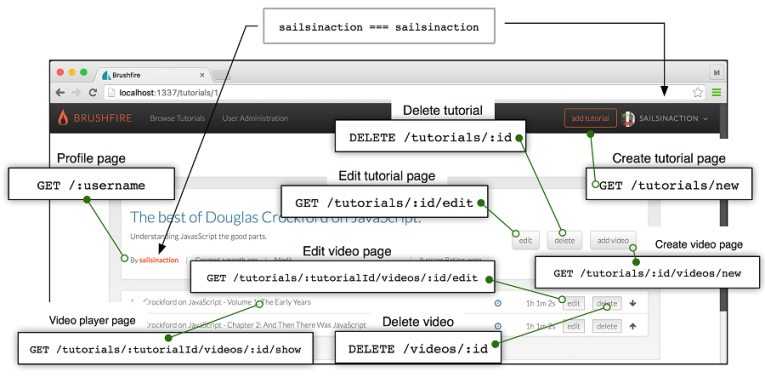 sailsinaction === sailsinaction
Brushfire
localhost:1337/tutorials/1
BRUSHFIRE
Browse Tutorials
User Administration
add tutorial
SAILSINACTION
Delete tutorial
DELETE /tutorials/:id
Profile page
GET /:username
Create tutorial page
GET /tutorials/new
Edit tutorial page
GET /tutorials/:id/edit
The best of Douglas Crockford on JavaScript.
Understanding JavaScript the good parts.
edit
delete
add video
By sailsinaction
Created a month ago
Edit video page
GET /tutorials/:tutorialId/videos/:id/edit
Create video page
GET /tutorials/:id/videos/new
Crockford on JavaScript - Volume 1: The Early Years
1h 1m 2s
edit
delete
Video player page
Crockford on JavaScript - Chapter 2: And Then There Was JavaScript
1h 1m 2s
edit
delete
GET /tutorials/:tutorialId/videos/:id/show
Delete video
DELETE /videos/:id